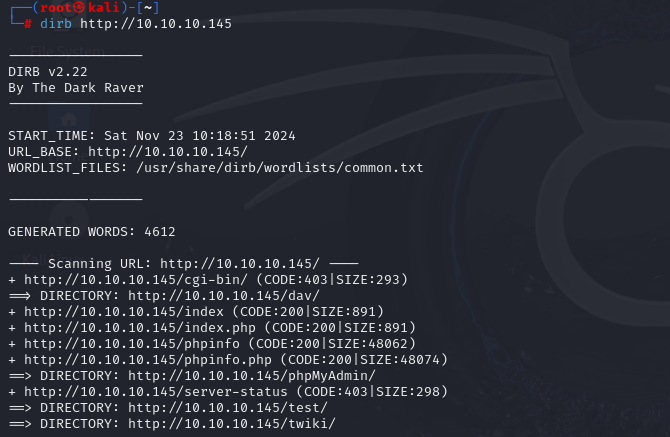 ┌──(root㉿kali)-[~]
└─# dirb http://10.10.10.145
File System
-----------------
DIRB v2.22
By The Dark Raver
-----------------
START_TIME: Sat Nov 23 10:18:51 2024
URL_BASE: http://10.10.10.145/
WORDLIST_FILES: /usr/share/dirb/wordlists/common.txt
-----------------
GENERATED WORDS: 4612
---- Scanning URL: http://10.10.10.145/ ----
+ http://10.10.10.145/cgi-bin/ (CODE:403|SIZE:293)
==> DIRECTORY: http://10.10.10.145/dav/
+ http://10.10.10.145/index (CODE:200|SIZE:891)
+ http://10.10.10.145/index.php (CODE:200|SIZE:891)
+ http://10.10.10.145/phpinfo (CODE:200|SIZE:48062)
+ http://10.10.10.145/phpinfo.php (CODE:200|SIZE:48074)
==> DIRECTORY: http://10.10.10.145/phpMyAdmin/
+ http://10.10.10.145/server-status (CODE:403|SIZE:298)
==> DIRECTORY: http://10.10.10.145/test/
==> DIRECTORY: http://10.10.10.145/twiki/